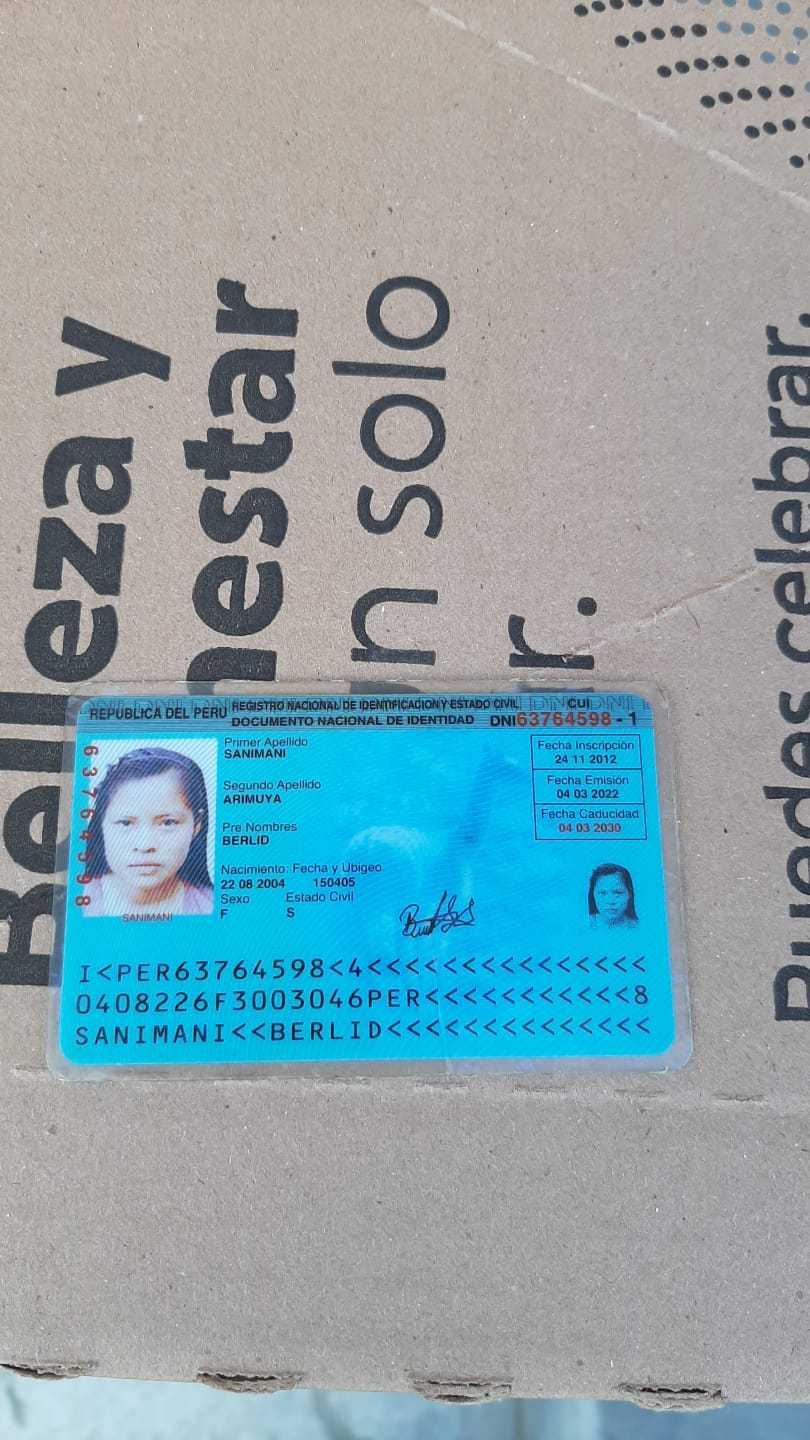 Belleza y
nestar
n solo
r.
Puedes celebrar.
REPUBLICA DEL PERU REGISTRO NACIONAL DE IDENTIFICACION Y ESTADO CIVIL CUI
DOCUMENTO NACIONAL DE IDENTIDAD DNI63764598 - 1
63764598
Primer Apellido
SANIMANI
Segundo Apellido
ARIMUYA
Pre Nombres
BERLID
Nacimiento: Fecha y Ubigeo
22 08 2004 150405
Sexo Estado Civil
F S
Fecha Inscripción
24 11 2012
Fecha Emisión
04 03 2022
Fecha Caducidad
04 03 2030
SANIMANI
I<PER63764598<4<<<<<<<<<<<<<<<
0408226F3003046PER<<<<<<<<<<<8
SANIMANI<<BERLID<<<<<<<<<<<<<<